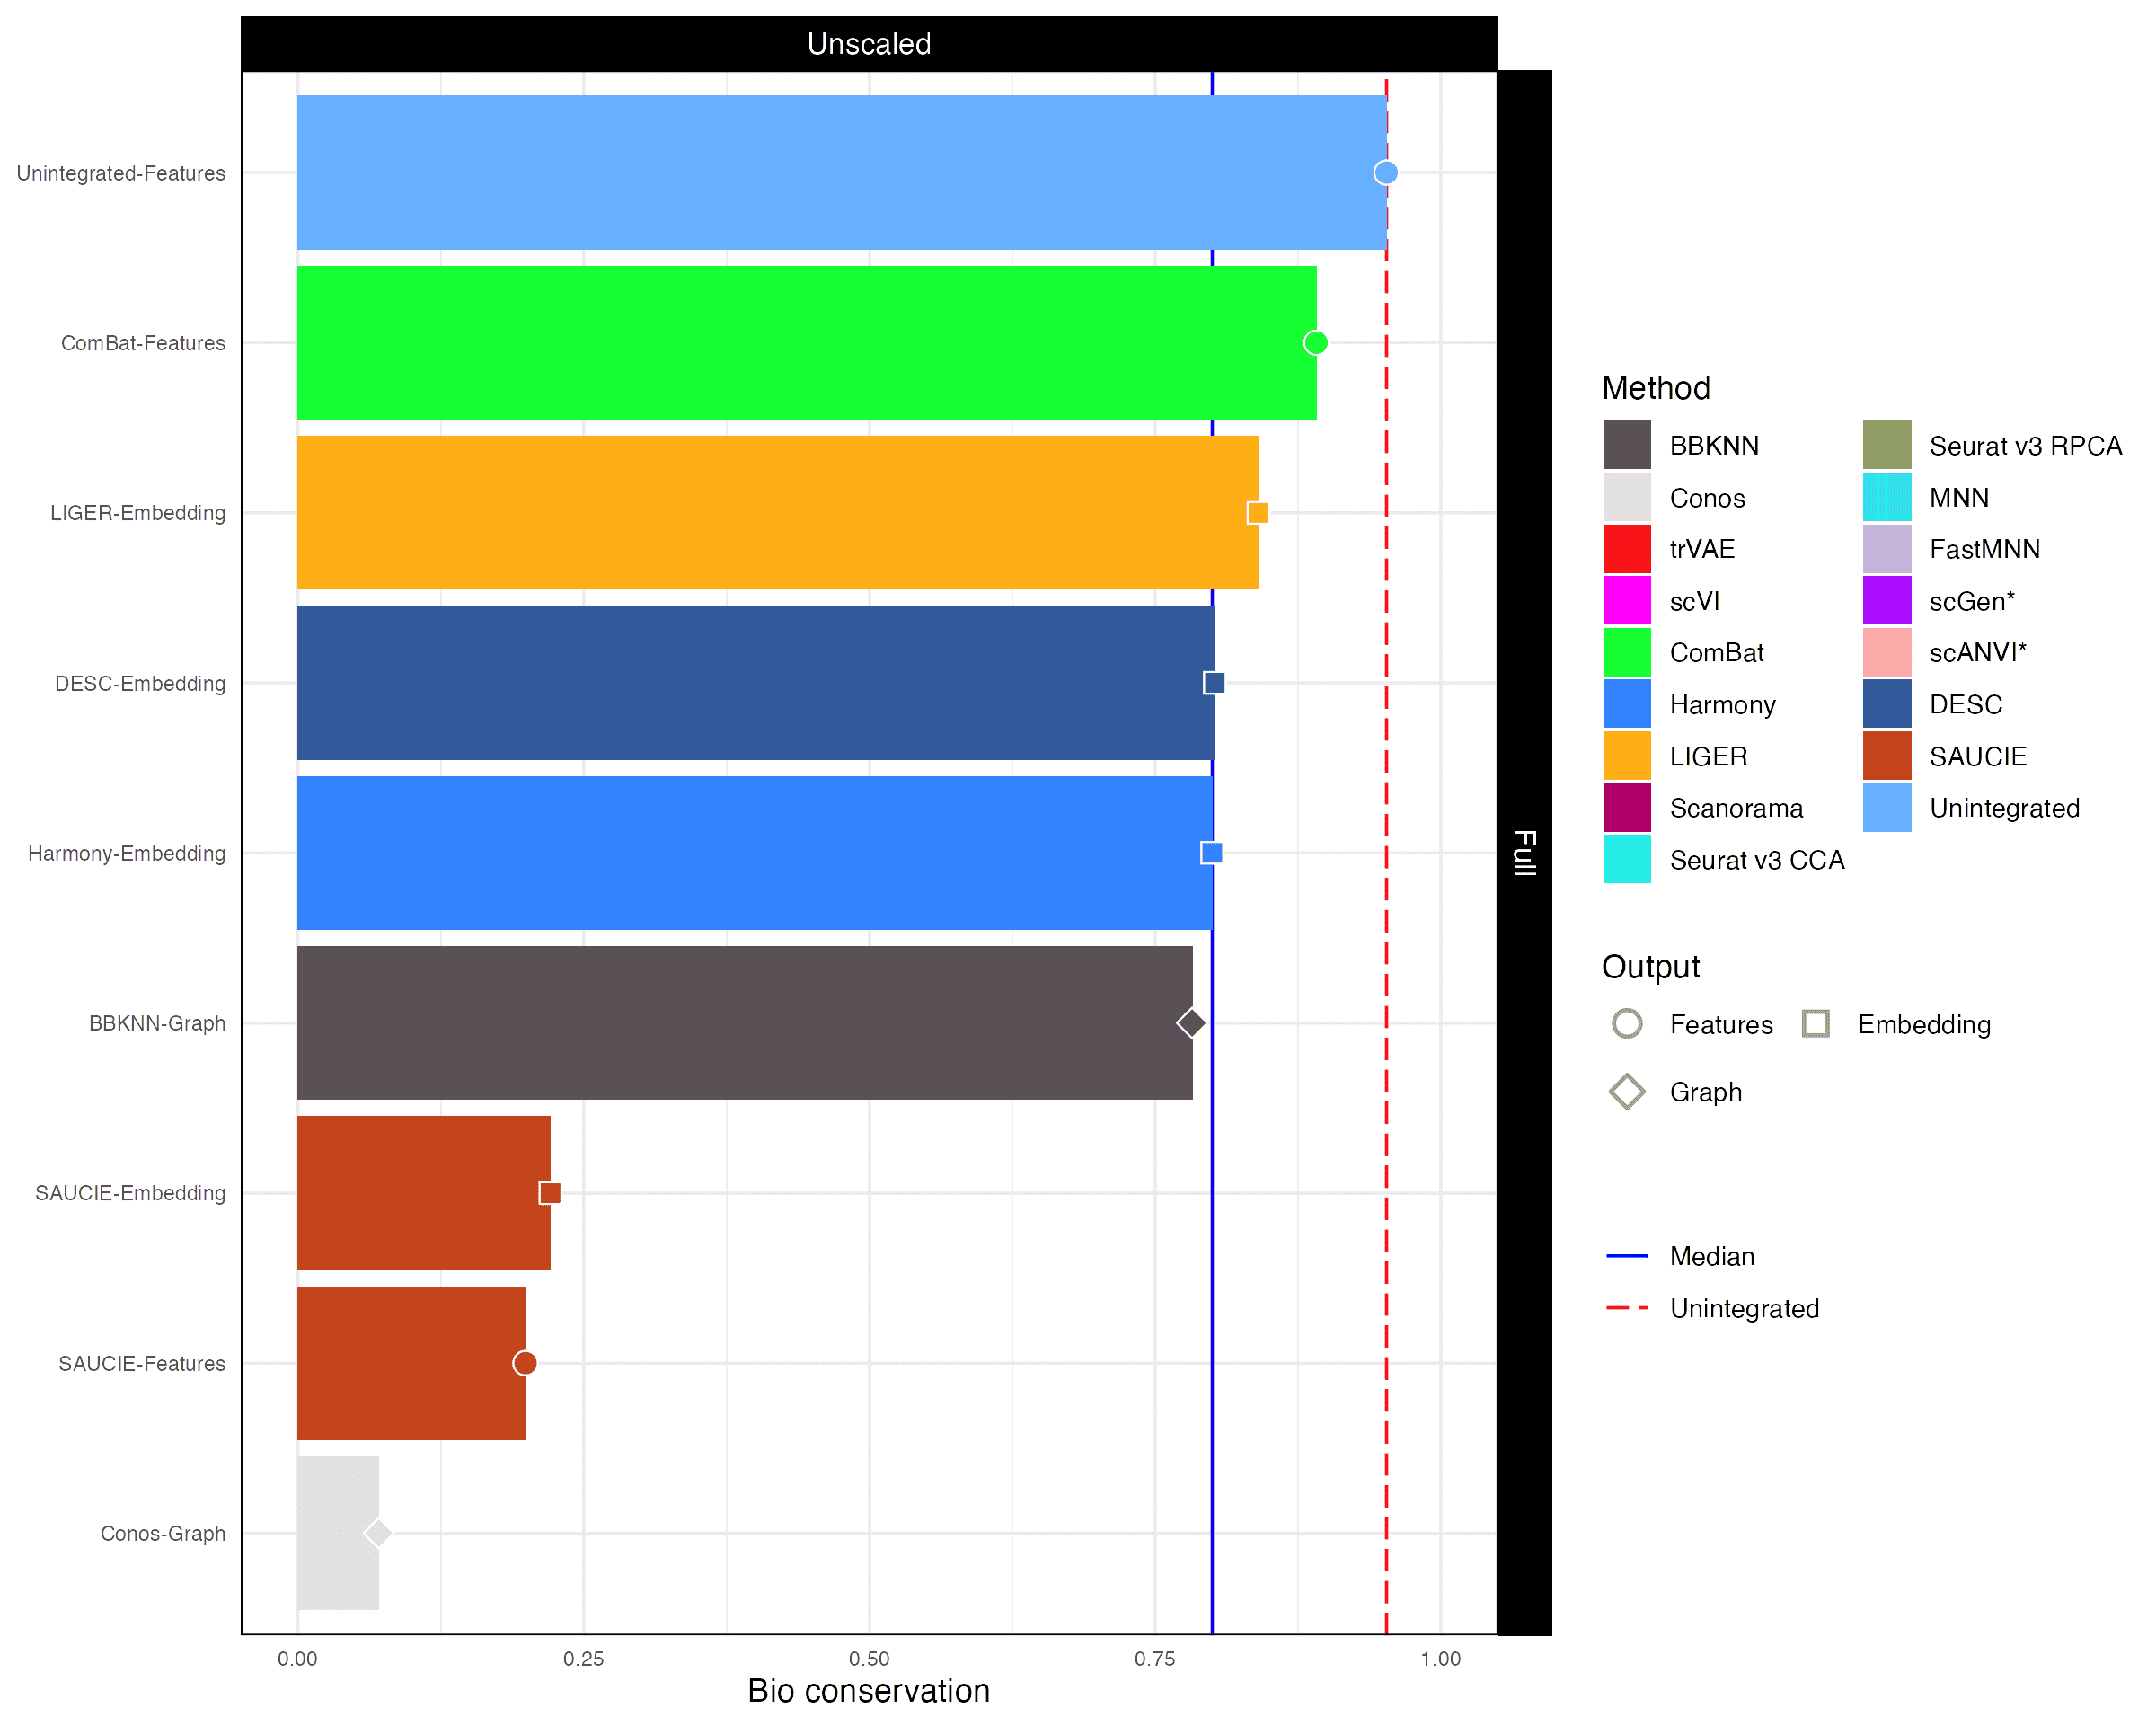 Unscaled
Unintegrated-Features
ComBat-Features
LIGER-Embedding
DESC-Embedding
Harmony-Embedding
BBKNN-Graph
SAUCIE-Embedding
SAUCIE-Features
Conos-Graph
0.00 0.25 0.50 0.75 1.00
Bio conservation
Full
Method
BBKNN Seurat v3 RPCA
Conos MNN
trVAE FastMNN
scVI scGen*
ComBat scANVI*
Harmony DESC
LIGER SAUCIE
Scanorama Unintegrated
Seurat v3 CCA
Output
Features Embedding
Graph
Median
Unintegrated